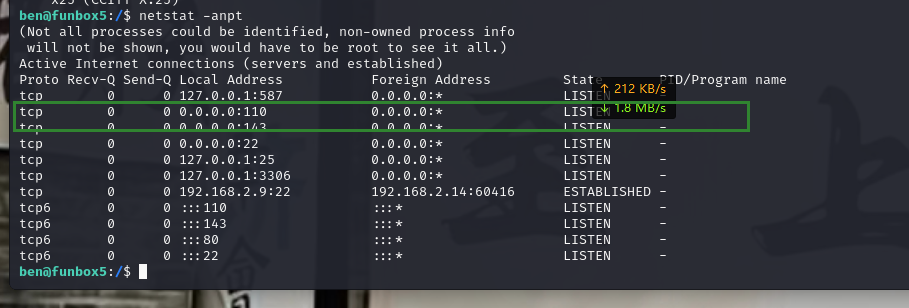 x25 (CCITT X.25)
ben@funbox5:/$ netstat -anpt
(Not all processes could be identified, non-owned process info
 will not be shown, you would have to be root to see it all.)
Active Internet connections (servers and established)
Proto Recv-Q Send-Q Local Address           Foreign Address         State       PID/Program name
tcp        0      0 127.0.0.1:587           0.0.0.0:*               LISTEN
↑ 212 KB/s
tcp        0      0 0.0.0.0:110             0.0.0.0:*               LISTEN
↓ 1.8 MB/s
tcp        0      0 0.0.0.0:143             0.0.0.0:*               LISTEN      -
tcp        0      0 0.0.0.0:22              0.0.0.0:*               LISTEN      -
tcp        0      0 127.0.0.1:25            0.0.0.0:*               LISTEN      -
tcp        0      0 127.0.0.1:3306          0.0.0.0:*               LISTEN      -
tcp        0      0 192.168.2.9:22          192.168.2.14:60416      ESTABLISHED -
tcp6       0      0 :::110                  :::*                    LISTEN      -
tcp6       0      0 :::143                  :::*                    LISTEN      -
tcp6       0      0 :::80                   :::*                    LISTEN      -
tcp6       0      0 :::22                   :::*                    LISTEN      -
ben@funbox5:/$
至上
命